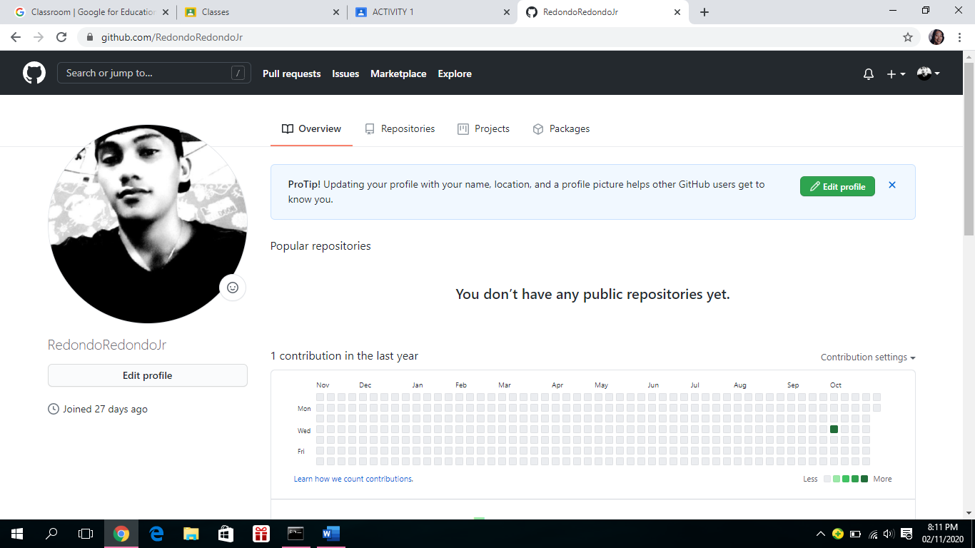 Classroom | Google for Education
Classes
ACTIVITY 1
RedondoRedondoJr
github.com/RedondoRedondoJr
Search or jump to...
/
Pull requests
Issues
Marketplace
Explore
Overview
Repositories
Projects
Packages
ProTip! Updating your profile with your name, location, and a profile picture helps other GitHub users get to
know you.
Edit profile
Popular repositories
You don’t have any public repositories yet.
RedondoRedondoJr
Edit profile
Joined 27 days ago
1 contribution in the last year
Contribution settings
Nov Dec Jan Feb Mar Apr May Jun Jul Aug Sep Oct
Mon
Wed
Fri
Learn how we count contributions.
Less
More
8:11 PM
02/11/2020